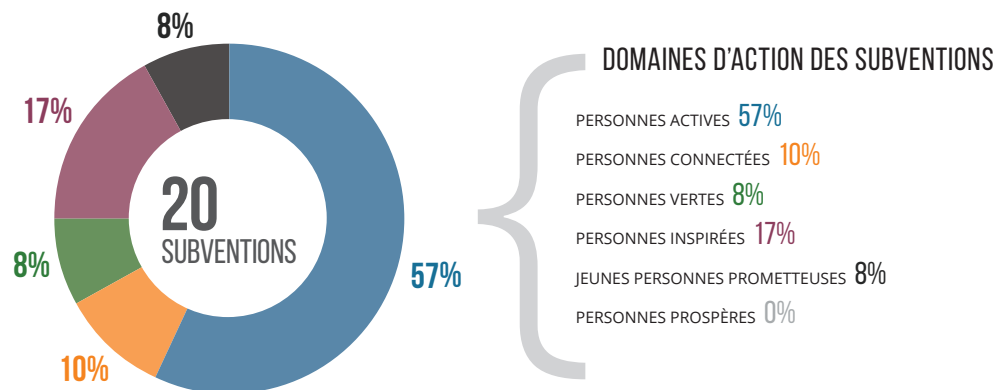 8%
17%
20
SUBVENTIONS
8%
57%
10%
DOMAINES D'ACTION DES SUBVENTIONS
PERSONNES ACTIVES 57%
PERSONNES CONNECTÉES 10%
PERSONNES VERTES 8%
PERSONNES INSPIRÉES 17%
JEUNES PERSONNES PROMETTEUSES 8%
PERSONNES PROSPÈRES 0%